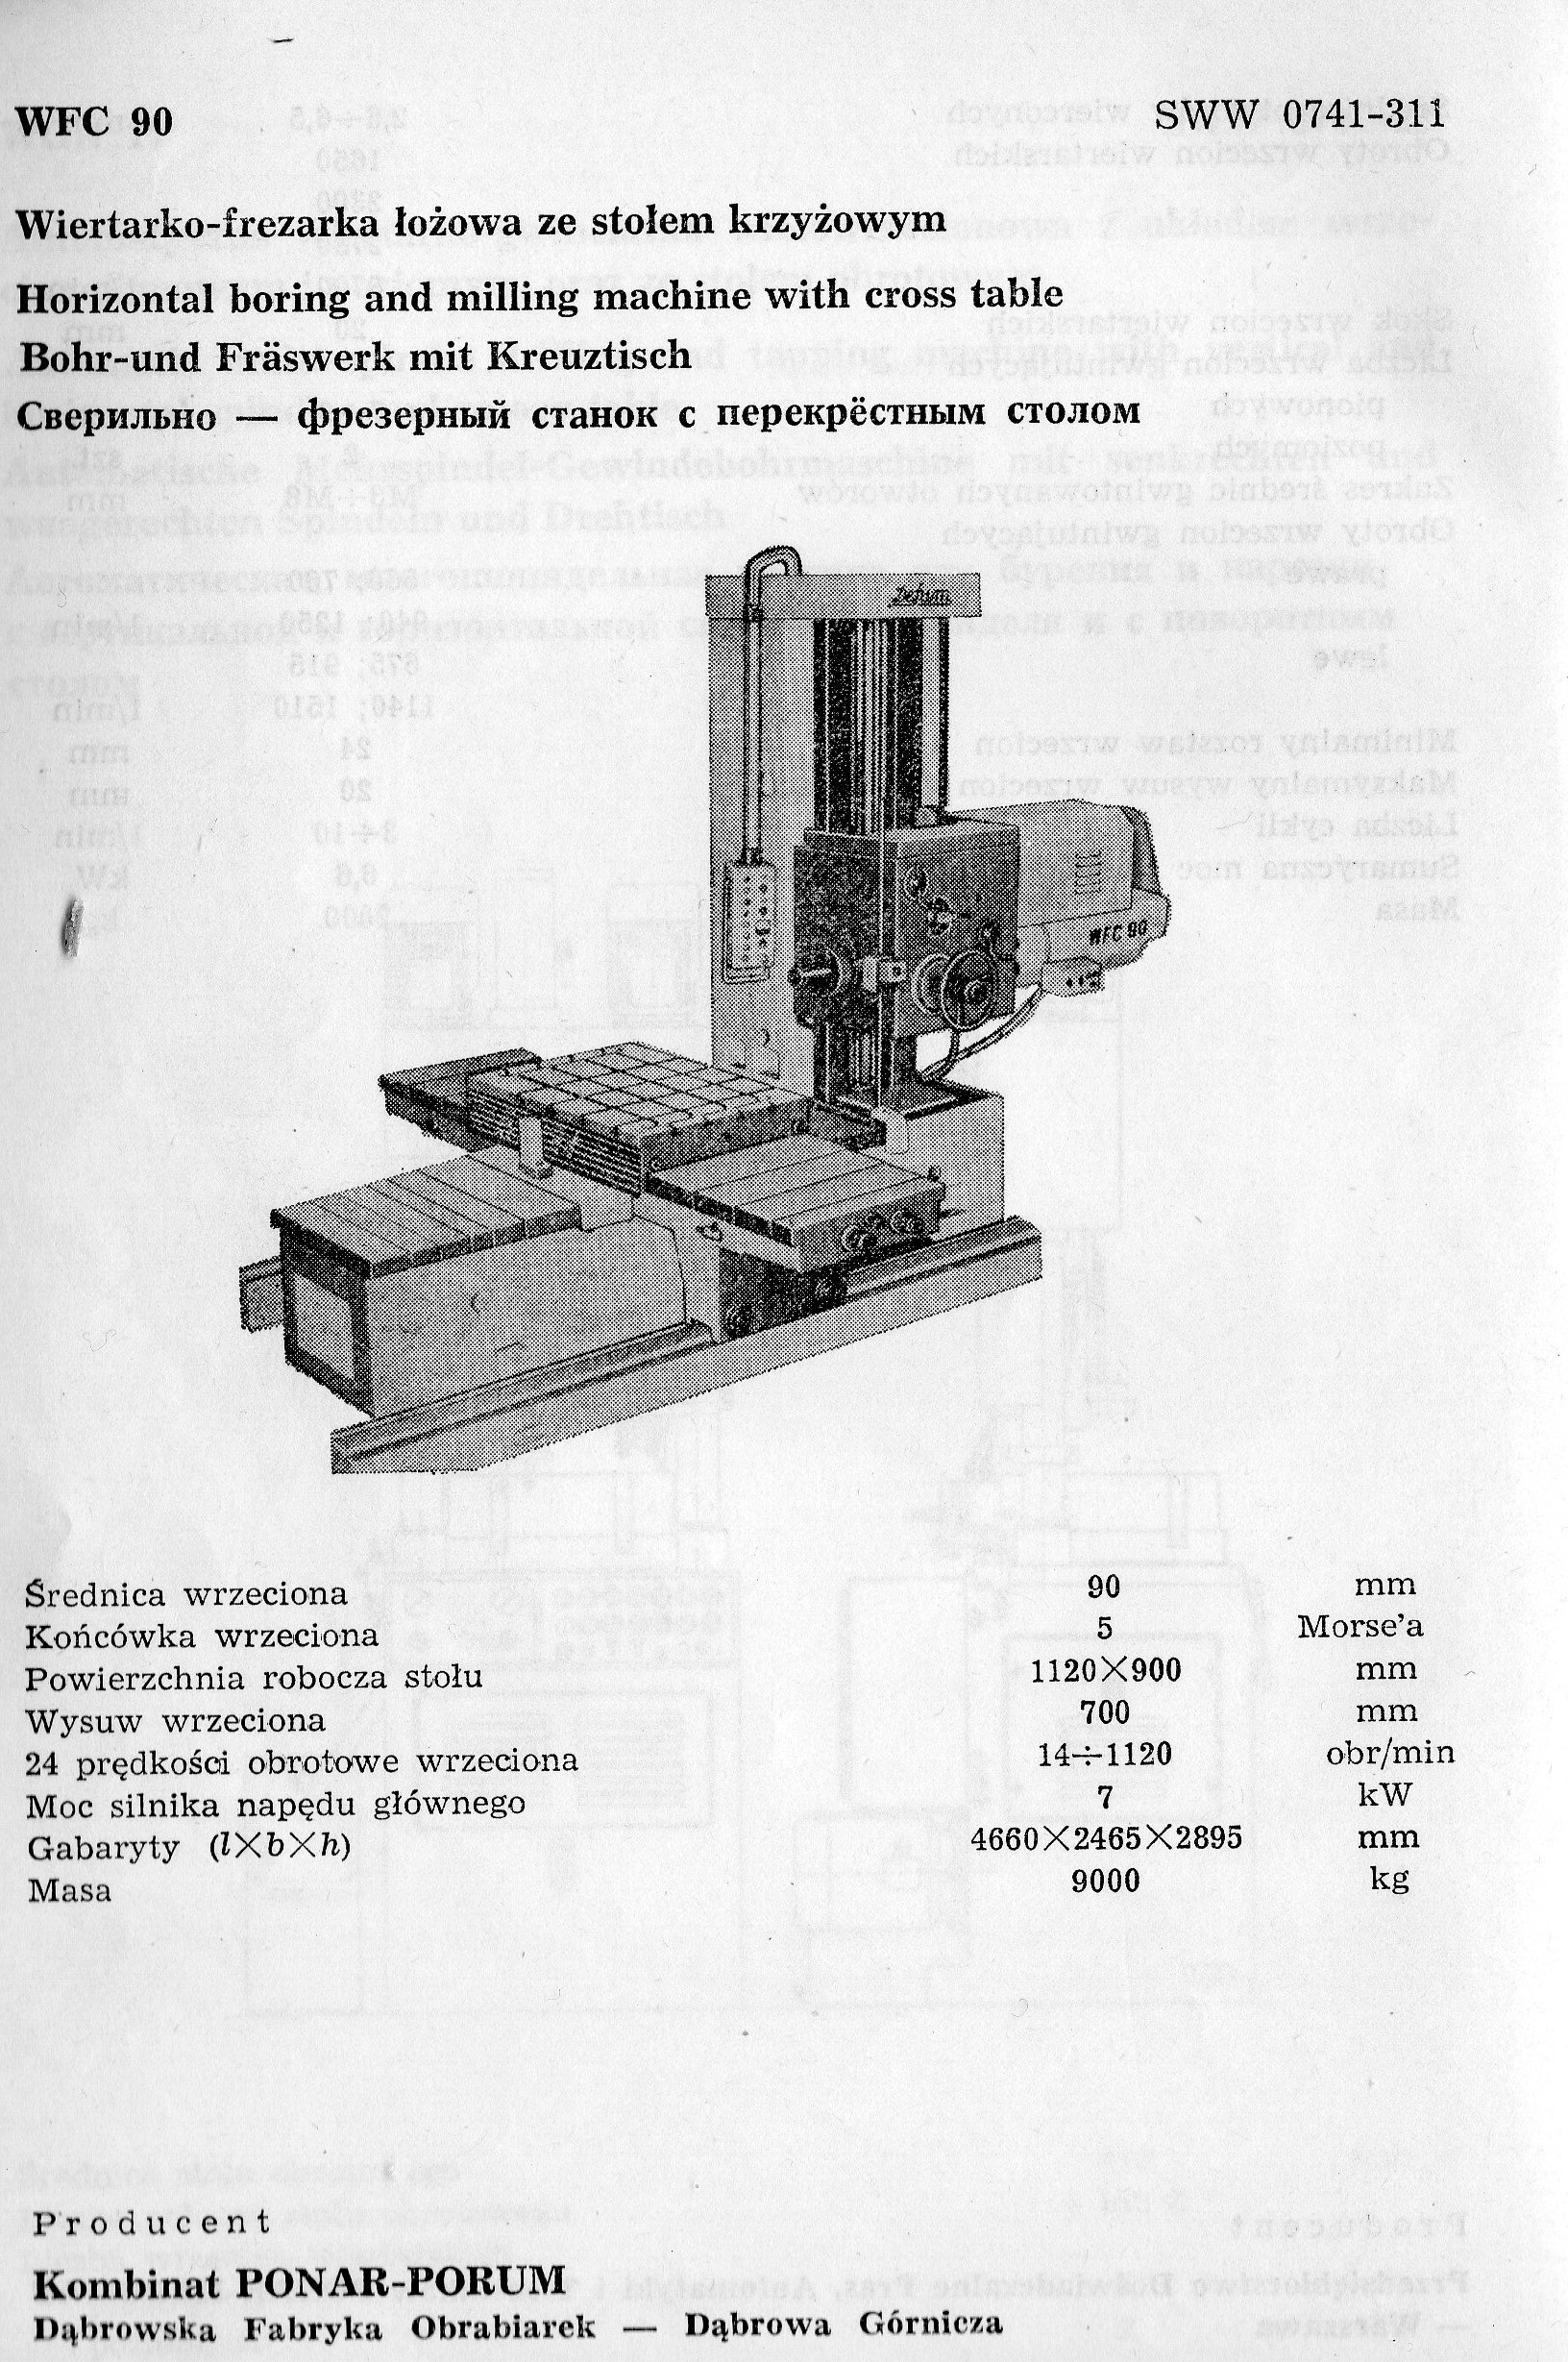 WFC 90 SWW 0741-311
Wiertarko-frezarka łożowa ze stołem krzyżowym
Horizontal boring and milling machine with cross table
Bohr-und Fräswerk mit Kreuztisch
Сверильно — фрезерный станок с перекрёстным столом
WFC 90
Średnica wrzeciona 90 mm
Końcówka wrzeciona 5 Morse’a
Powierzchnia robocza stołu 1120×900 mm
Wysuw wrzeciona 700 mm
24 prędkości obrotowe wrzeciona 14÷1120 obr/min
Moc silnika napędu głównego 7 kW
Gabaryty (l×b×h) 4660×2465×2895 mm
Masa 9000 kg
Producent
Kombinat PONAR-PORUM
Dąbrowska Fabryka Obrabiarek — Dąbrowa Górnicza